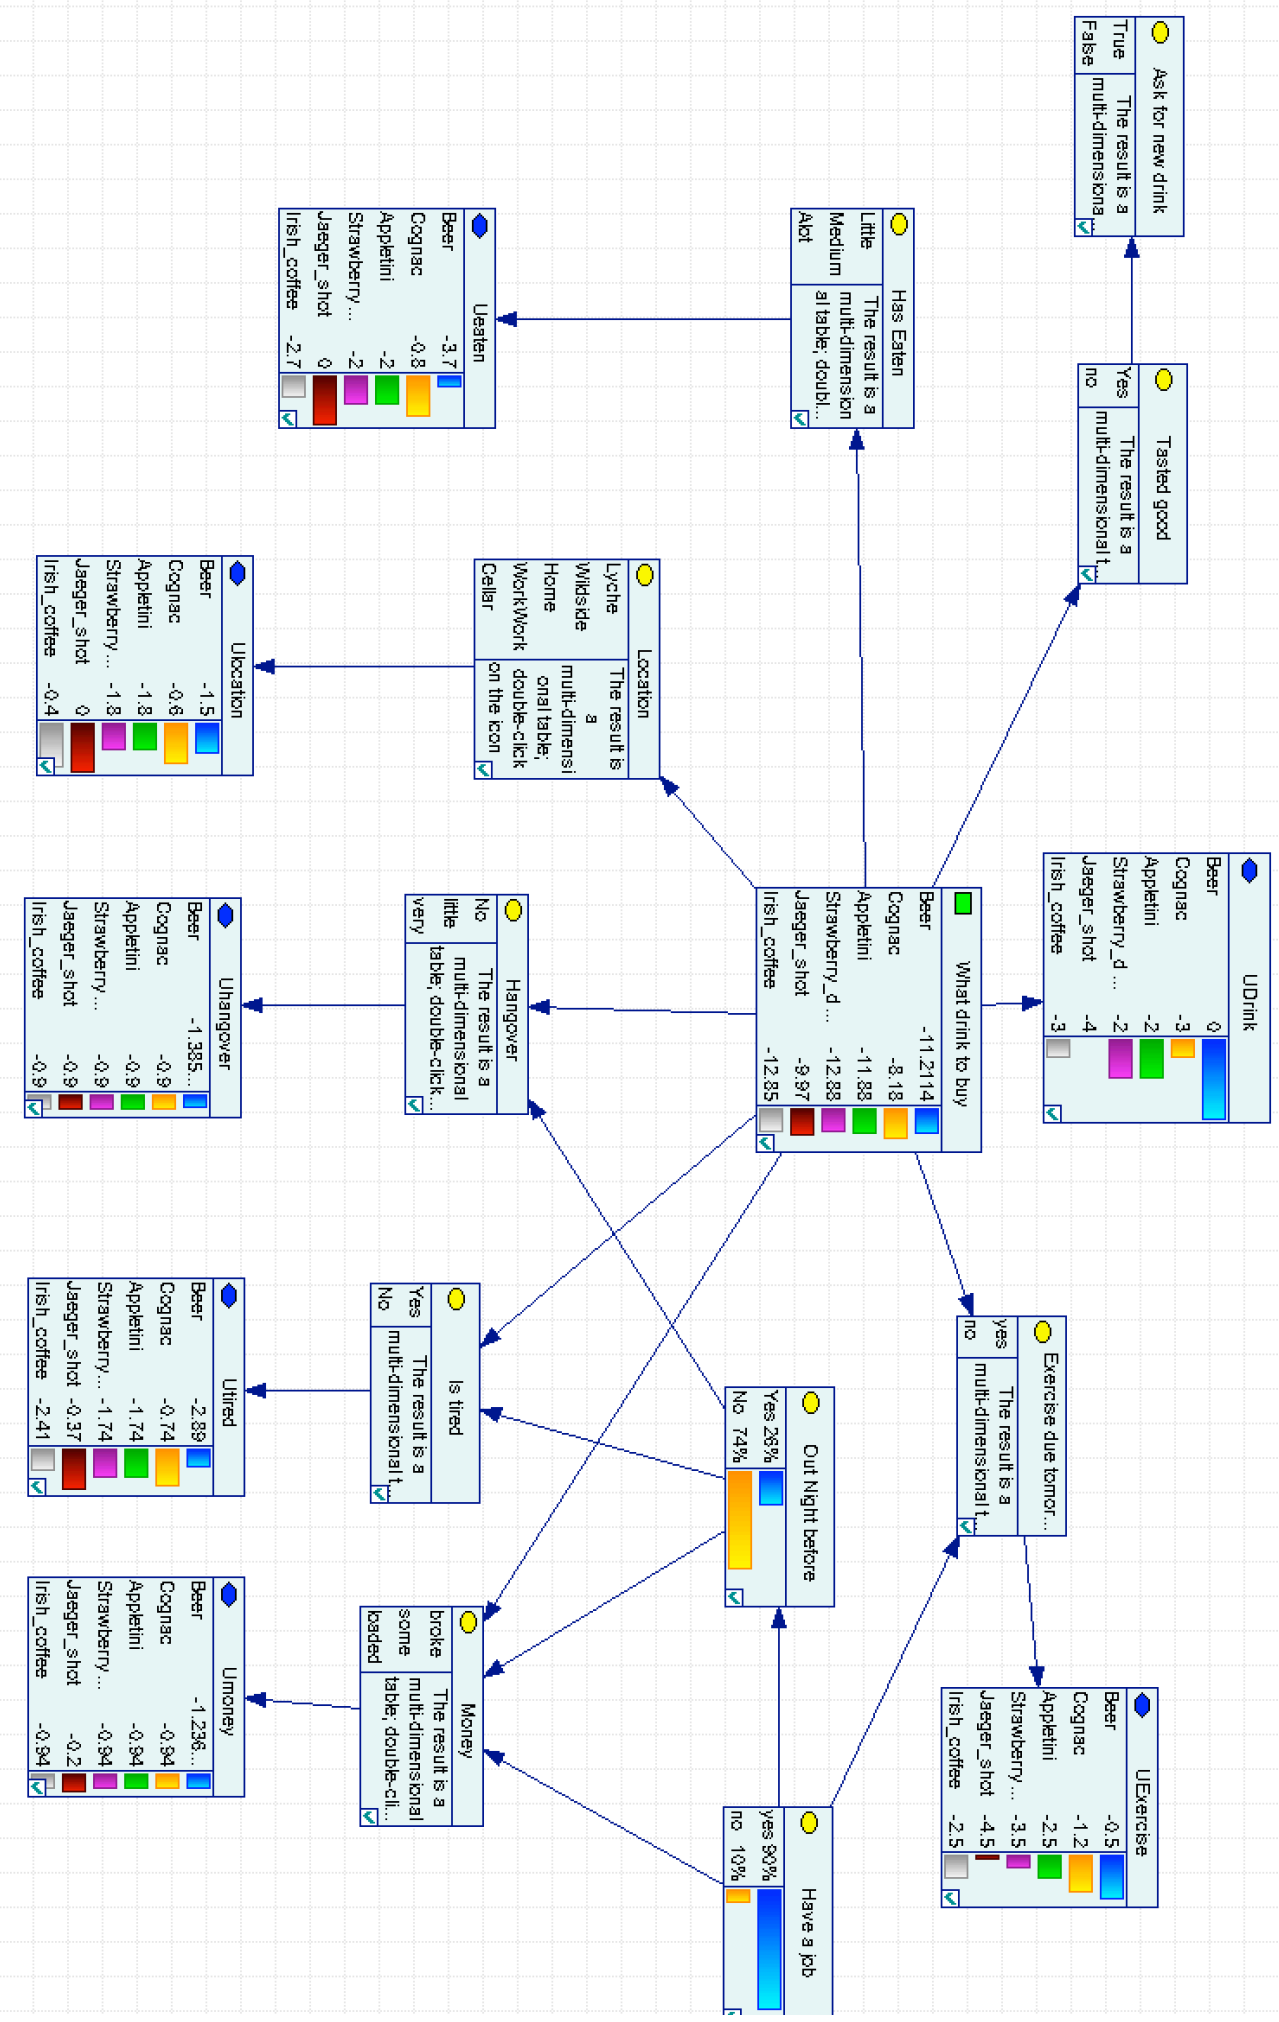 Ask for new drink
True
False
The result is a
multi-dimensiona
Tasted good
Yes
no
The result is a
multi-dimensional t...
UDrink
Beer 0
Cognac -3
Appletini -2
Strawberry_d ... -2
Jaeger_shot -4
Irish_coffee -3
Exercise due tomor...
yes
no
The result is a
multi-dimensional t...
UExercise
Beer -0.5
Cognac -1.2
Appletini -2.5
Strawberry ... -3.5
Jaeger_shot -4.5
Irish_coffee -2.5
Has Eaten
Little
Medium
Alot
The result is a
multi-dimension
al table; doubl...
What drink to buy
Beer -11.2114
Cognac -8.18
Appletini -11.88
Strawberry_d ... -12.88
Jaeger_shot -9.97
Irish_coffee -12.85
Out Night before
Yes 26%
No 74%
Have a job
yes 90%
no 10%
Location
Lyche
Wildside
Home
WorkWork
Cellar
The result is
a
multi-dimensi
onal table;
double-click
on the icon
Hangover
No
little
very
The result is a
multi-dimensional
table; double-click...
Is tired
Yes
No
The result is a
multi-dimensional t...
Money
broke
some
loaded
The result is a
multi-dimensional
table; double-cli...
Ueaten
Beer -3.7
Cognac -0.8
Appletini -2
Strawberry ... -2
Jaeger_shot 0
Irish_coffee -2.7
Ulocation
Beer -1.5
Cognac -0.6
Appletini -1.8
Strawberry ... -1.8
Jaeger_shot 0
Irish_coffee -0.4
Uhangover
Beer -1.385...
Cognac -0.9
Appletini -0.9
Strawberry ... -0.9
Jaeger_shot -0.9
Irish_coffee -0.9
Utired
Beer -2.89
Cognac -0.74
Appletini -1.74
Strawberry ... -1.74
Jaeger_shot -0.37
Irish_coffee -2.41
Umoney
Beer -1.236...
Cognac -0.94
Appletini -0.94
Strawberry ... -0.94
Jaeger_shot -0.2
Irish_coffee -0.94